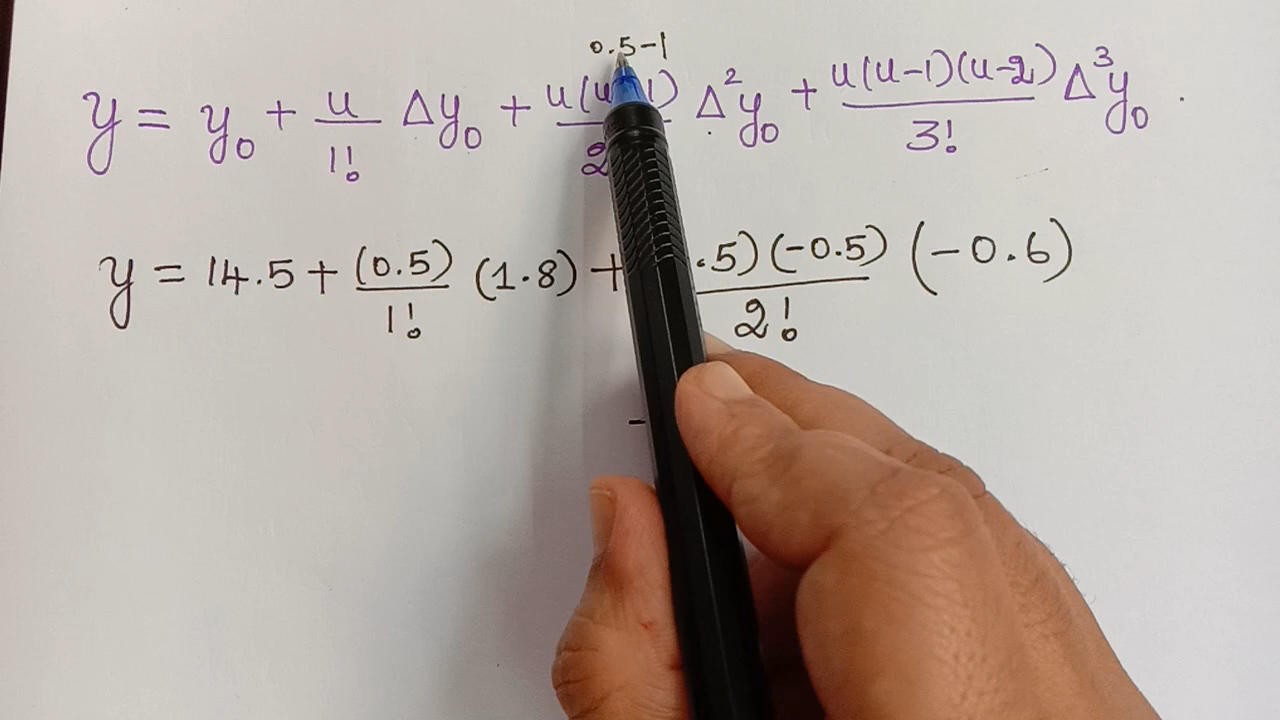 0.5-1
y = y₀ + u/1! Δy₀ + u(u 1)/2 Δ²y₀ + u(u-1)(u-2)/3! Δ³y₀ .
y = 14.5 + (0.5)/1! (1.8) + .5)(-0.5)/2! (-0.6)
-